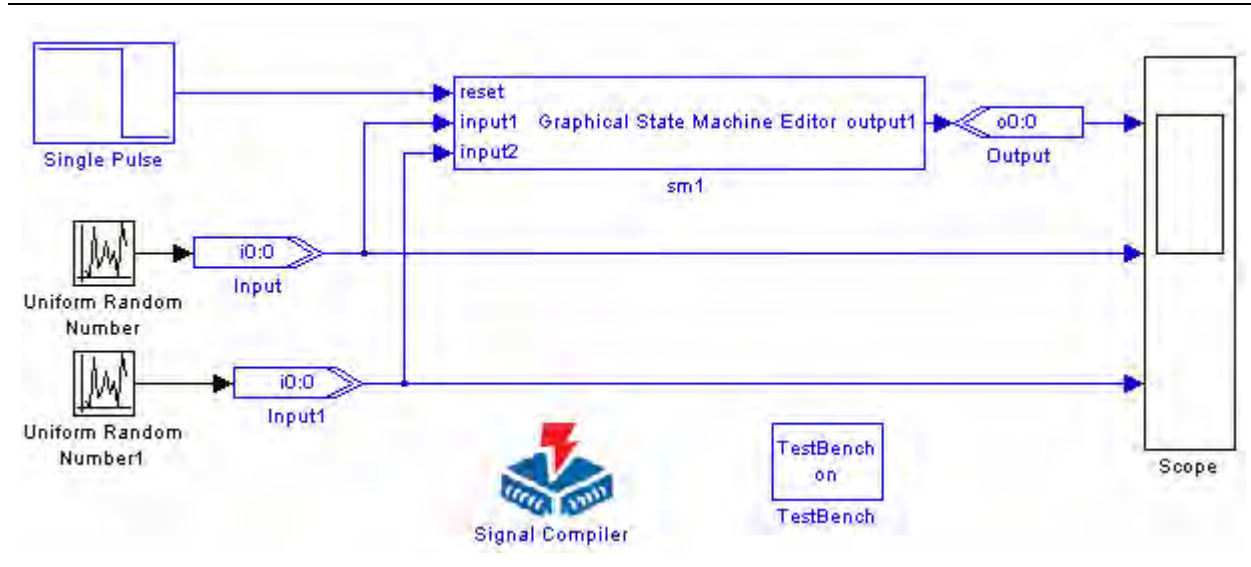 reset
input1 Graphical State Machine Editor output1
input2
sm1
o0:0
Output
Single Pulse
i0:0
Input
Uniform Random
Number
i0:0
Input1
Uniform Random
Number1
Signal Compiler
TestBench
on
TestBench
Scope